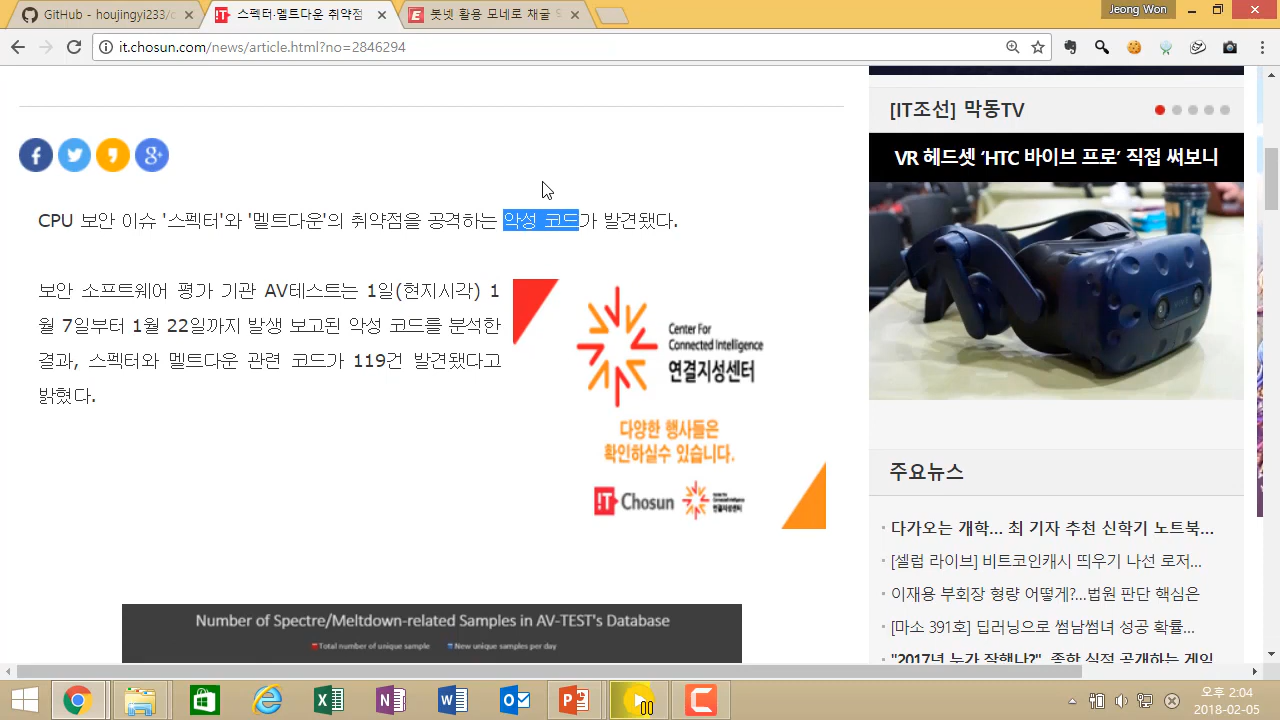 GitHub - houjingyi233/c
스펙터·멜트다운 취약점
봇넷 활용 모네로 채굴
Jeong Won
it.chosun.com/news/article.html?no=2846294
CPU 보안 이슈 '스펙터'와 '멜트다운'의 취약점을 공격하는 악성 코드가 발견됐다.
보안 소프트웨어 평가 기관 AV테스트는 1일(현지시각) 1
월 7일부터 1월 22일까지 발생 보고된 악성 코드를 분석한
결과, 스펙터와 멜트다운 관련 코드가 119건 발견됐다고
밝혔다.
Center For
Connected Intelligence
연결지성센터
다양한 행사들은
확인하실수 있습니다.
IT Chosun
연결지성센터
Number of Spectre/Meltdown-related Samples in AV-TEST's Database
Total number of unique sample
New unique samples per day
[IT조선] 막동TV
VR 헤드셋 ‘HTC 바이브 프로’ 직접 써보니
주요뉴스
다가오는 개학... 최 기자 추천 신학기 노트북...
[셀럽 라이브] 비트코인캐시 띄우기 나선 로저...
이재용 부회장 형량 어떻게?...법원 판단 핵심은
[마소 391호] 딥러닝으로 썸남썸녀 성공 확률...
"2017년 누가 잘했나?" 종합 실적 공개하는 게임
오후 2:04
2018-02-05